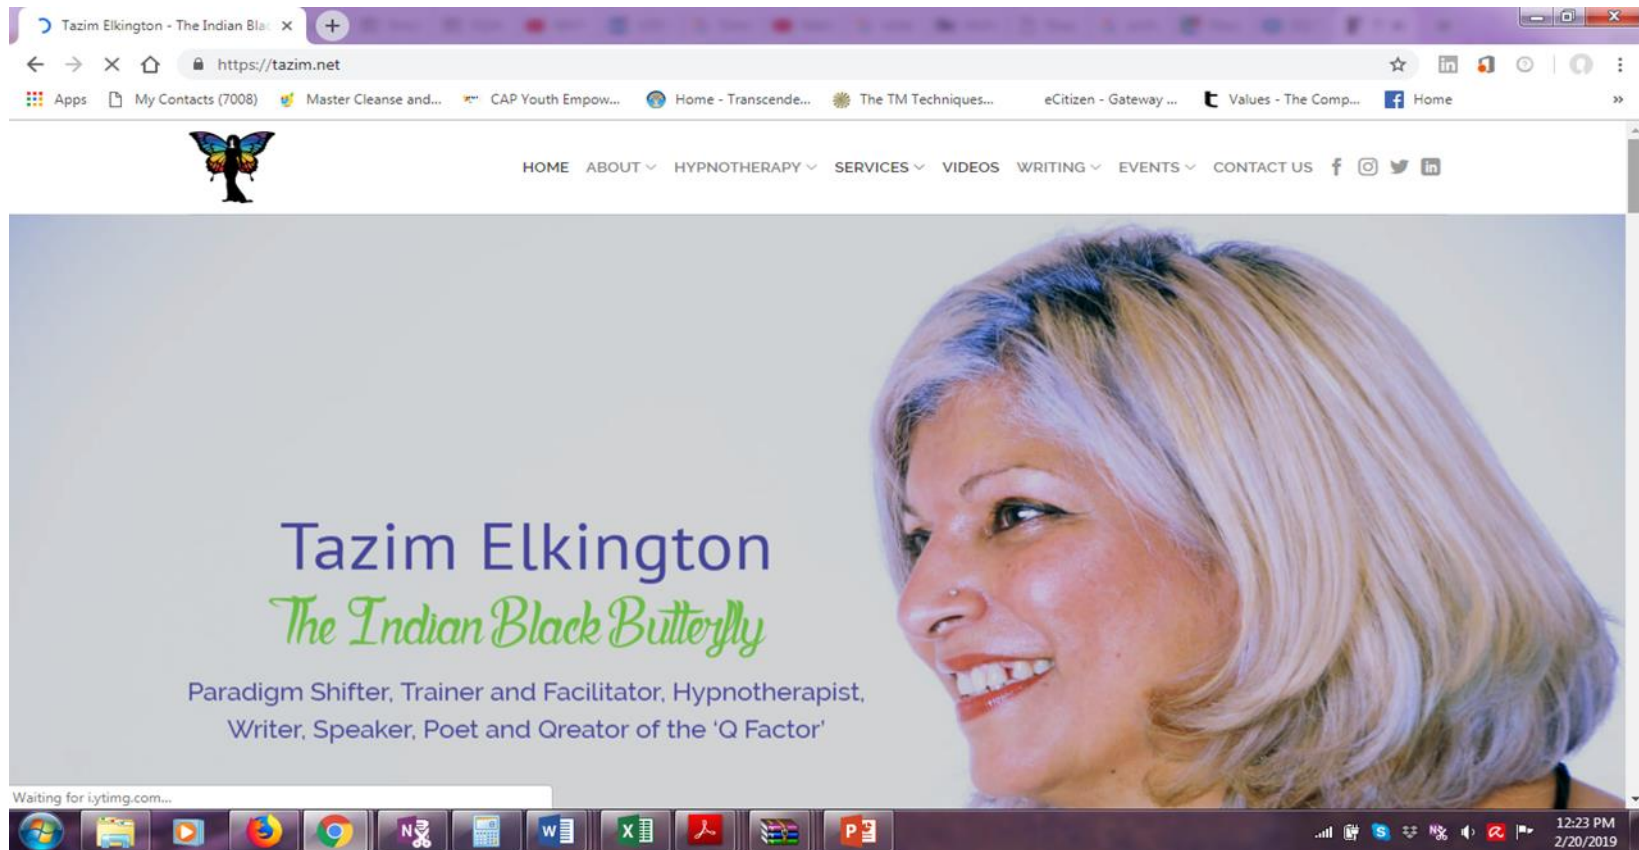 Tazim Elkington - The Indian Blac
https://tazim.net
Apps My Contacts (7008) Master Cleanse and... CAP Youth Empow... Home - Transcende... The TM Techniques... eCitizen - Gateway ... Values - The Comp... Home »
HOME ABOUT HYPNOTHERAPY SERVICES VIDEOS WRITING EVENTS CONTACT US
Tazim Elkington
The Indian Black Butterfly
Paradigm Shifter, Trainer and Facilitator, Hypnotherapist,
Writer, Speaker, Poet and Qreator of the ‘Q Factor’
Waiting for i.ytimg.com...
12:23 PM
2/20/2019